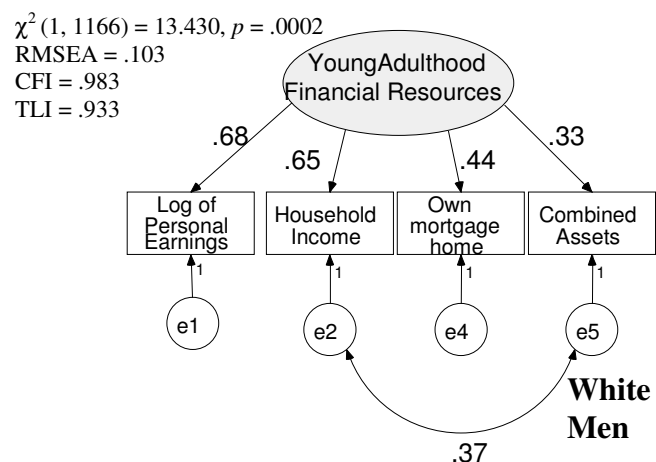 χ² (1, 1166) = 13.430, p = .0002
RMSEA = .103
CFI = .983
TLI = .933
YoungAdulthood
Financial Resources
.68
.65
.44
.33
Log of
Personal
Earnings
Household
Income
Own
mortgage
home
Combined
Assets
1
1
1
1
e1
e2
e4
e5
White
Men
.37